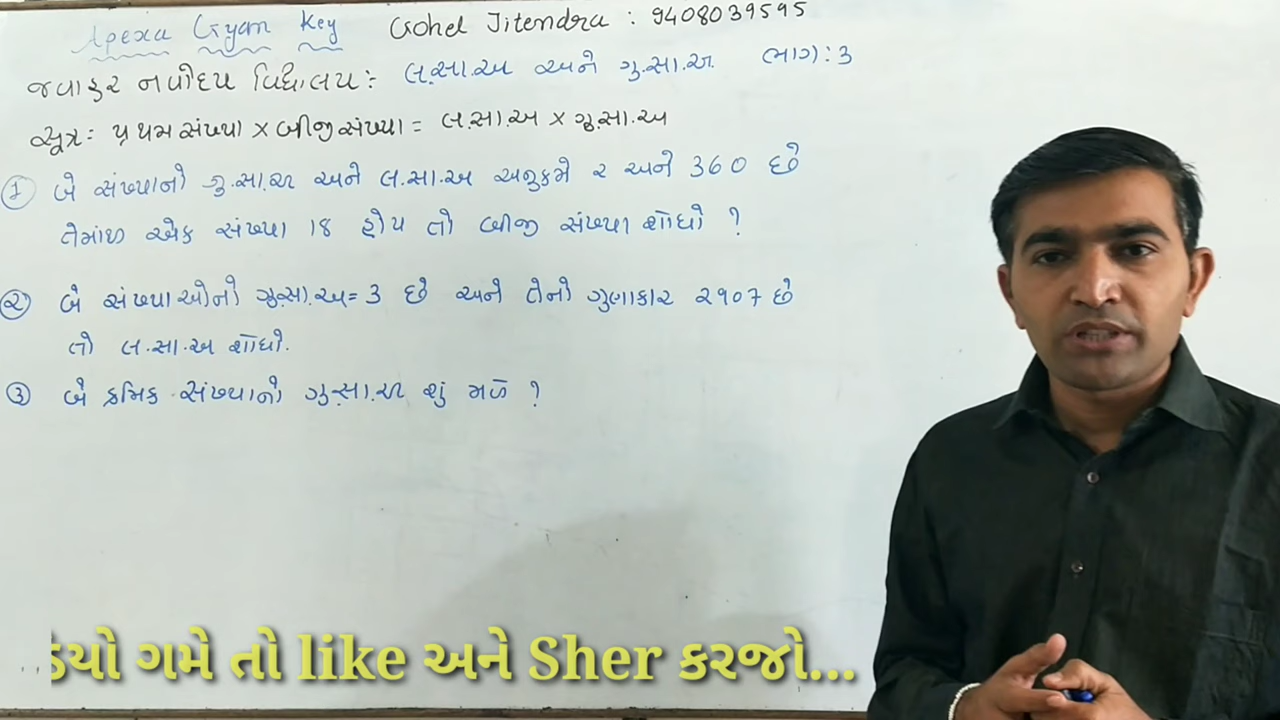 Apexa Gyan Key Gohel Jitendra : 9408039595
જવાહર નવોદય વિદ્યાલય :- લ.સા.અ અને ગુ.સા.અ. ભાગ : 3
સૂત્ર:- પ્રથમ સંખ્યા × બીજી સંખ્યા = લ.સા.અ × ગુ.સા.અ
① બે સંખ્યાનો ગુ.સા.અ અને લ.સા.અ અનુક્રમે ૨ અને 360 છે
તેમાંથી એક સંખ્યા 18 હોય તો બીજી સંખ્યા શોધો ?
② બે સંખ્યાઓનો ગુ.સા.અ = 3 છે અને તેનો ગુણાકાર ૨૧૦૭ છે
તો લ.સા.અ શોધો.
③ બે ક્રમિક સંખ્યાનો ગુ.સા.અ શું મળે ?
ડિયો ગમે તો like અને Sher કરજો...